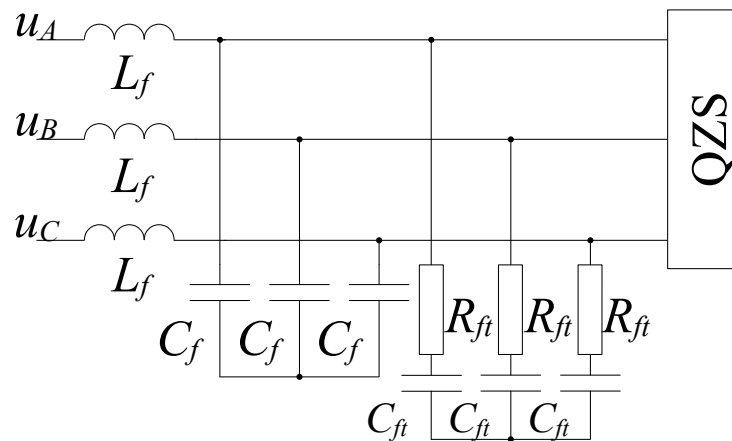 u_A
L_f
u_B
L_f
u_C
L_f
QZS
C_f C_f C_f
R_ft R_ft R_ft
C_ft C_ft C_ft